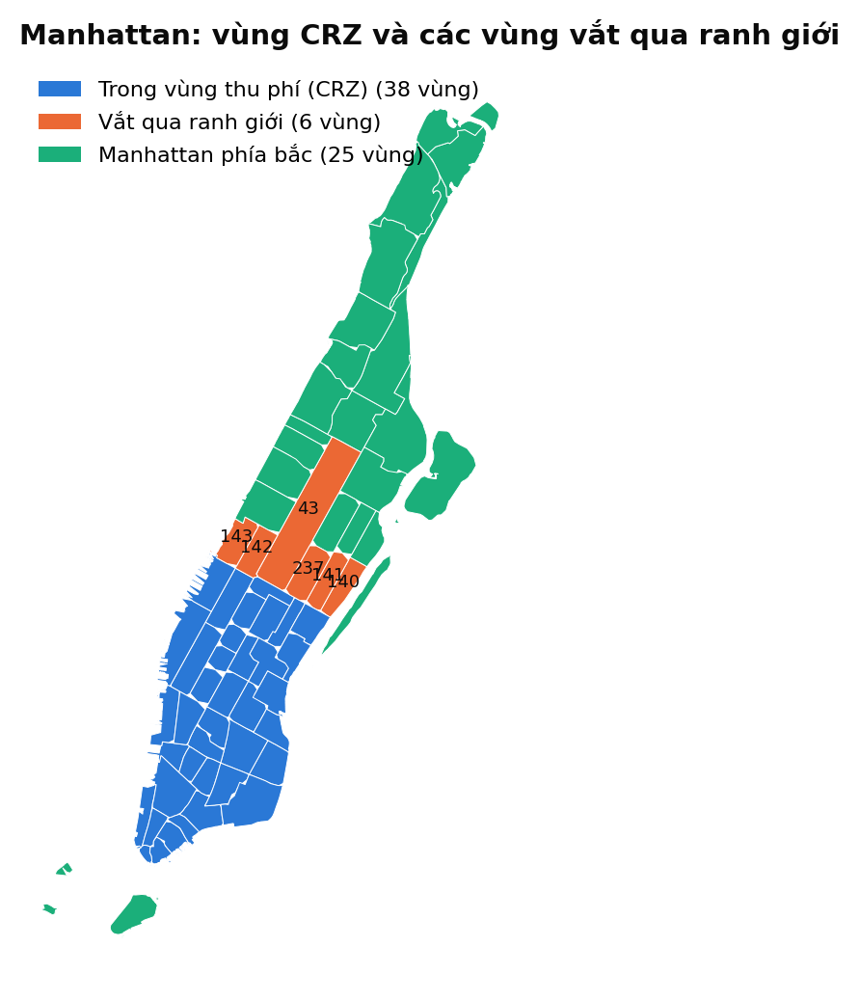 Manhattan: vùng CRZ và các vùng vắt qua ranh giới
Trong vùng thu phí (CRZ) (38 vùng)
Vắt qua ranh giới (6 vùng)
Manhattan phía bắc (25 vùng)
43
143
142
237
141
140